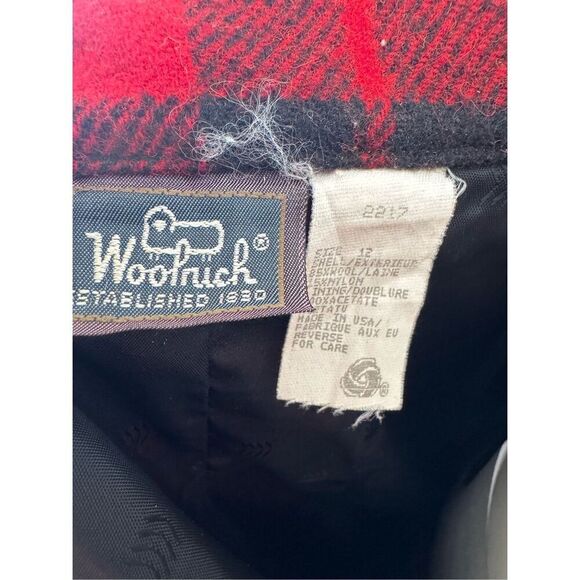 Woolrich®
ESTABLISHED 1830
2217
SIZE 12
SHELL/EXTERIEUR
85%WOOL/LAINE
15%NYLON
LINING/DOUBLURE
100%ACETATE
MADE IN USA/
FABRIQUE AUX EU
REVERSE
FOR CARE
®